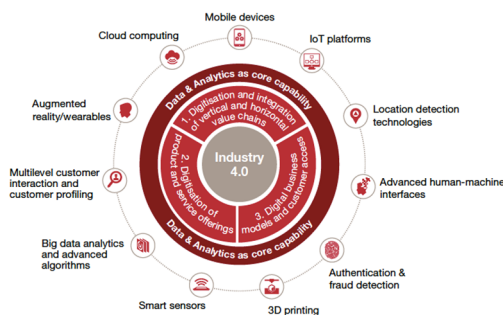 Mobile devices
Cloud computing
IoT platforms
Augmented
reality/wearables
Location detection
technologies
Multilevel customer
interaction and
customer profiling
Advanced human-machine
interfaces
Big data analytics
and advanced
algorithms
Authentication &
fraud detection
Smart sensors
3D printing
Data & Analytics as core capability
1. Digitisation and integration
of vertical and horizontal
value chains
Industry
4.0
2. Digitisation of
product and service offerings
3. Digital business
models and customer access
Data & Analytics as core capability